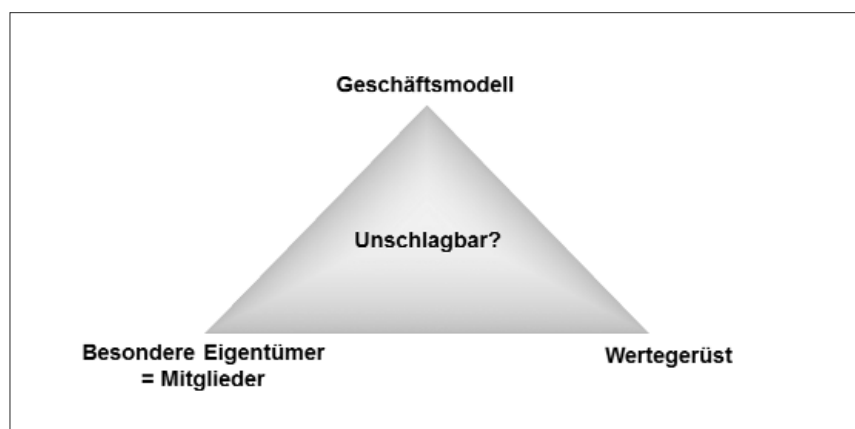 Geschäftsmodell
Unschlagbar?
Besondere Eigentümer
= Mitglieder
Wertegerüst